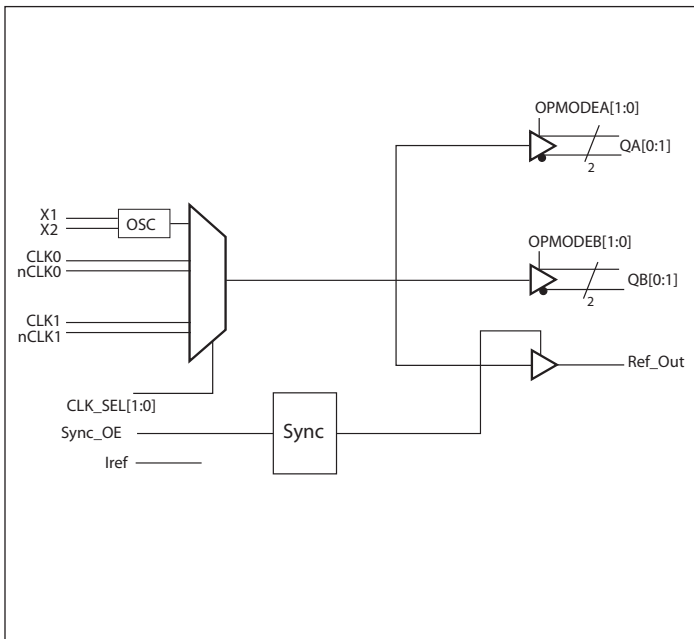 OPMODEA[1:0]
QA[0:1]
2
X1
X2
OSC
CLK0
nCLK0
OPMODEB[1:0]
QB[0:1]
2
CLK1
nCLK1
Ref_Out
CLK_SEL[1:0]
Sync_OE
Sync
Iref